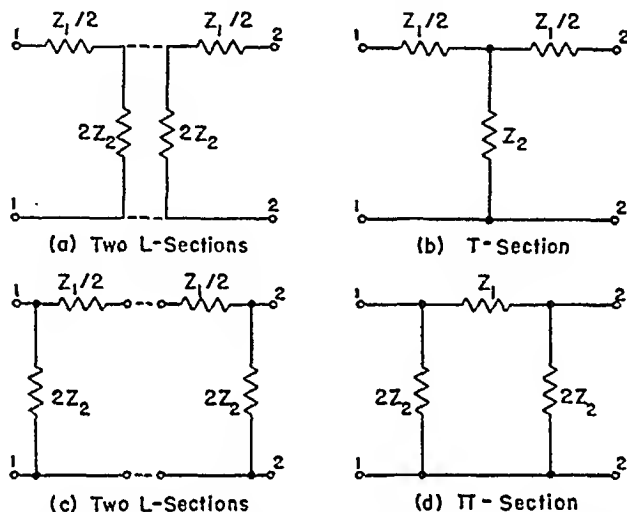 Z₁/2 Z₁/2
1 2
2Z₂ 2Z₂
1 2
(a) Two L-Sections
Z₁/2 Z₁/2
1 2
Z₂
1 2
(b) T-Section
Z₁/2 Z₁/2
1 2
2Z₂ 2Z₂
1 2
(c) Two L-Sections
Z₁
1 2
2Z₂ 2Z₂
1 2
(d) Π-Section